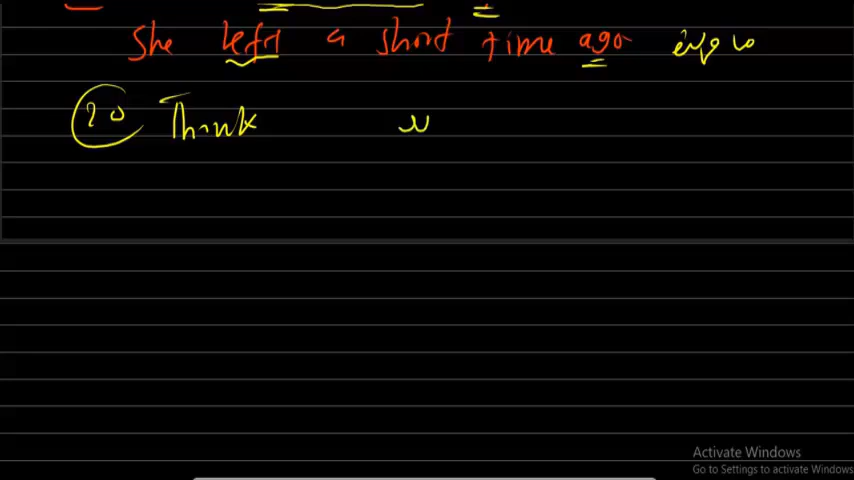 She left a short time ago
20 Think
Activate Windows
Go to Settings to activate Windows.